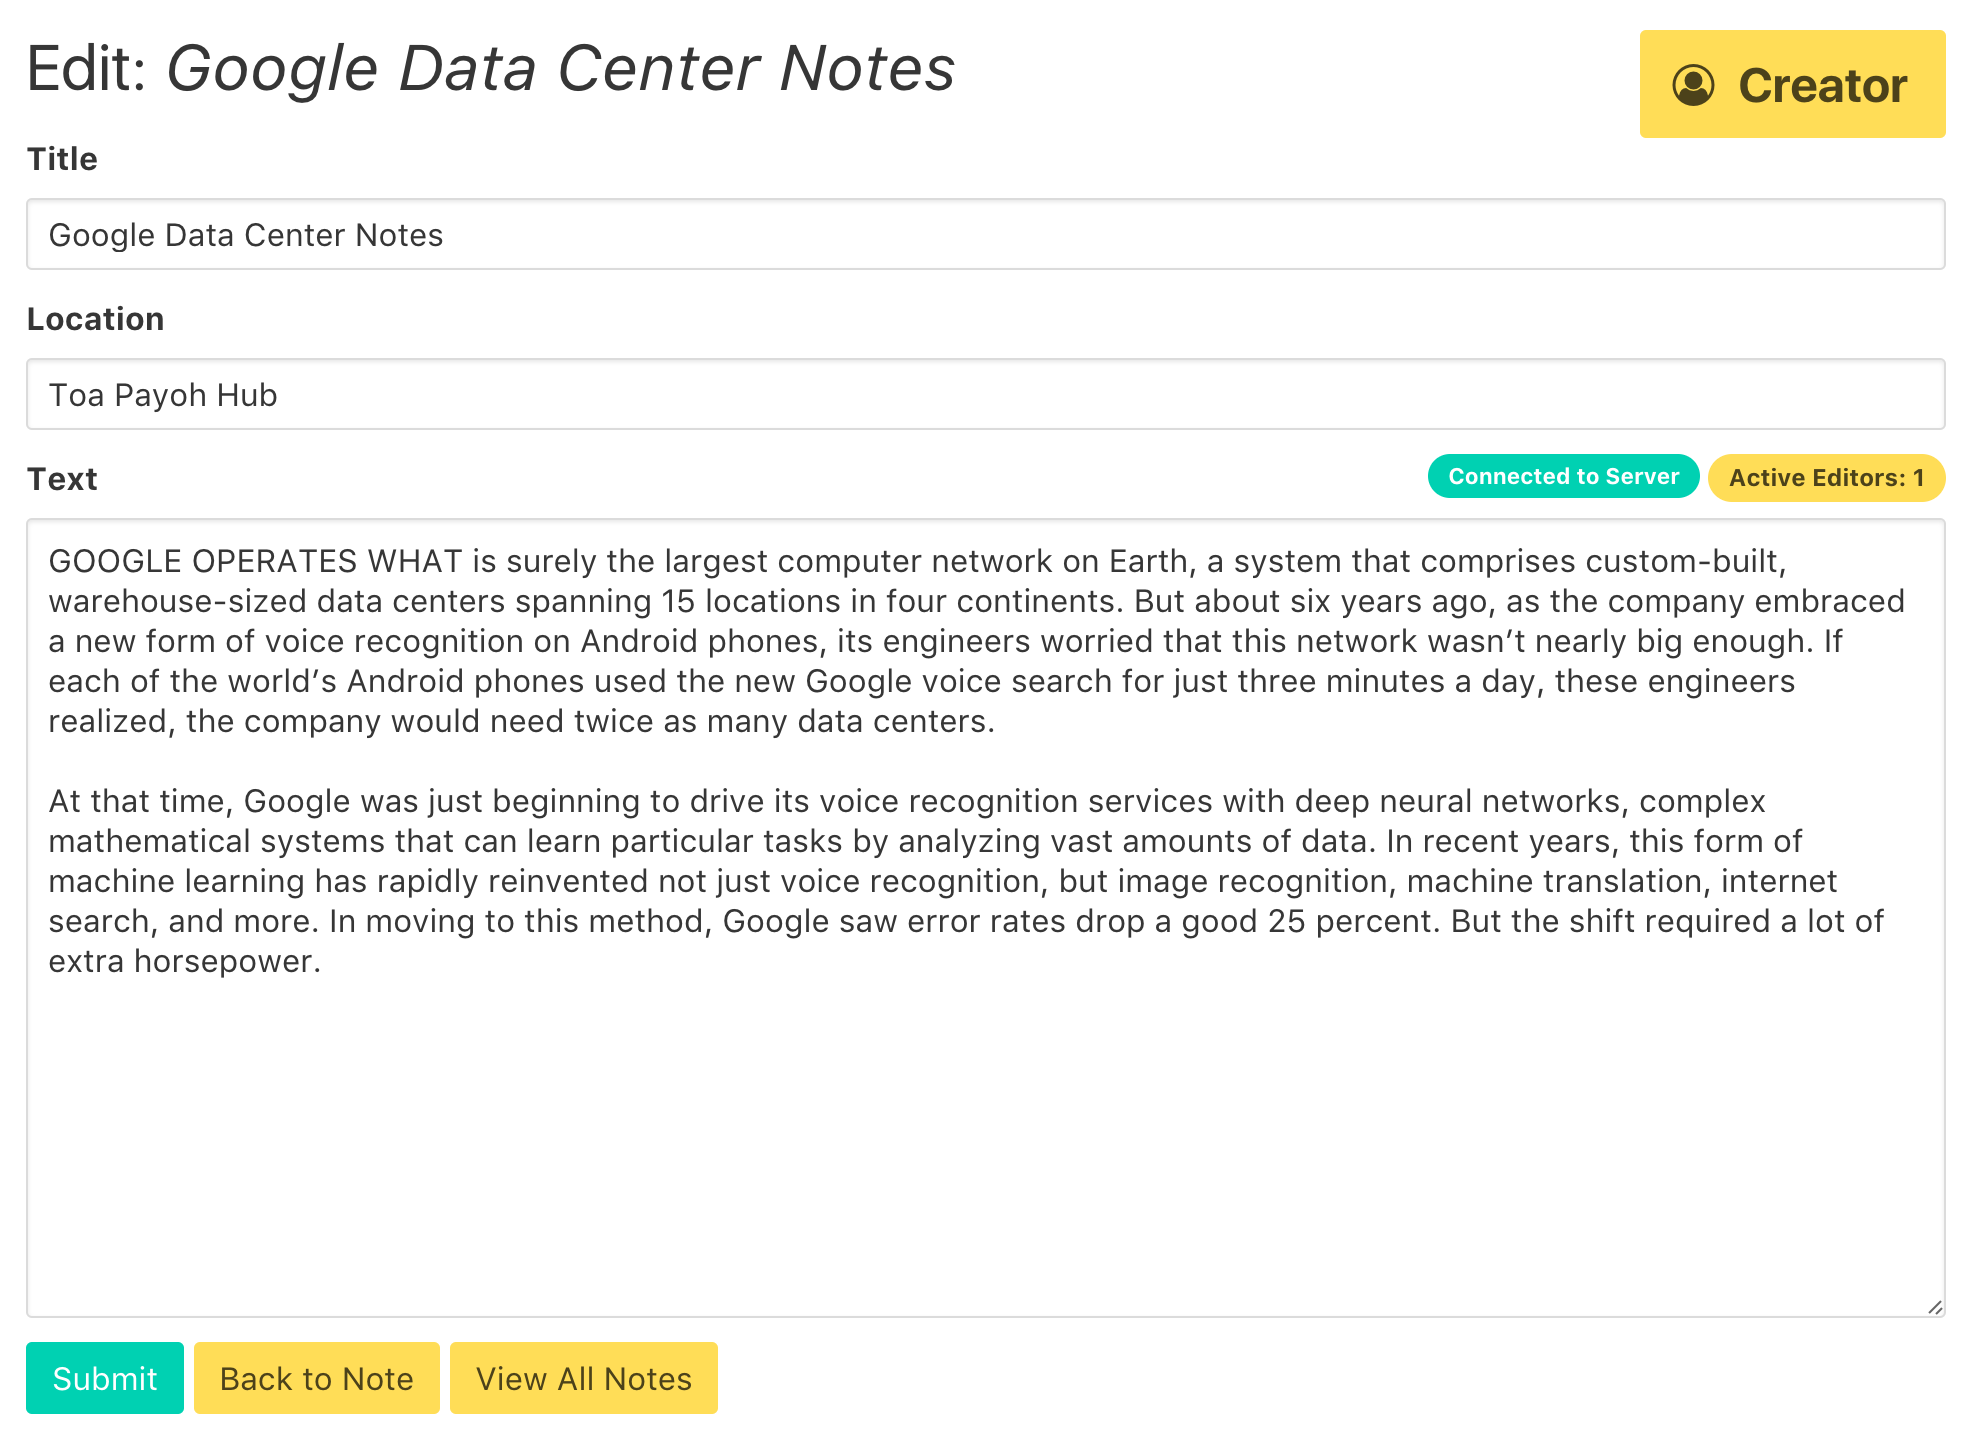 Edit: Google Data Center Notes
Creator
Title
Google Data Center Notes
Location
Toa Payoh Hub
Text
Connected to Server
Active Editors: 1
GOOGLE OPERATES WHAT is surely the largest computer network on Earth, a system that comprises custom-built,
warehouse-sized data centers spanning 15 locations in four continents. But about six years ago, as the company embraced
a new form of voice recognition on Android phones, its engineers worried that this network wasn’t nearly big enough. If
each of the world’s Android phones used the new Google voice search for just three minutes a day, these engineers
realized, the company would need twice as many data centers.
At that time, Google was just beginning to drive its voice recognition services with deep neural networks, complex
mathematical systems that can learn particular tasks by analyzing vast amounts of data. In recent years, this form of
machine learning has rapidly reinvented not just voice recognition, but image recognition, machine translation, internet
search, and more. In moving to this method, Google saw error rates drop a good 25 percent. But the shift required a lot of
extra horsepower.
Submit
Back to Note
View All Notes